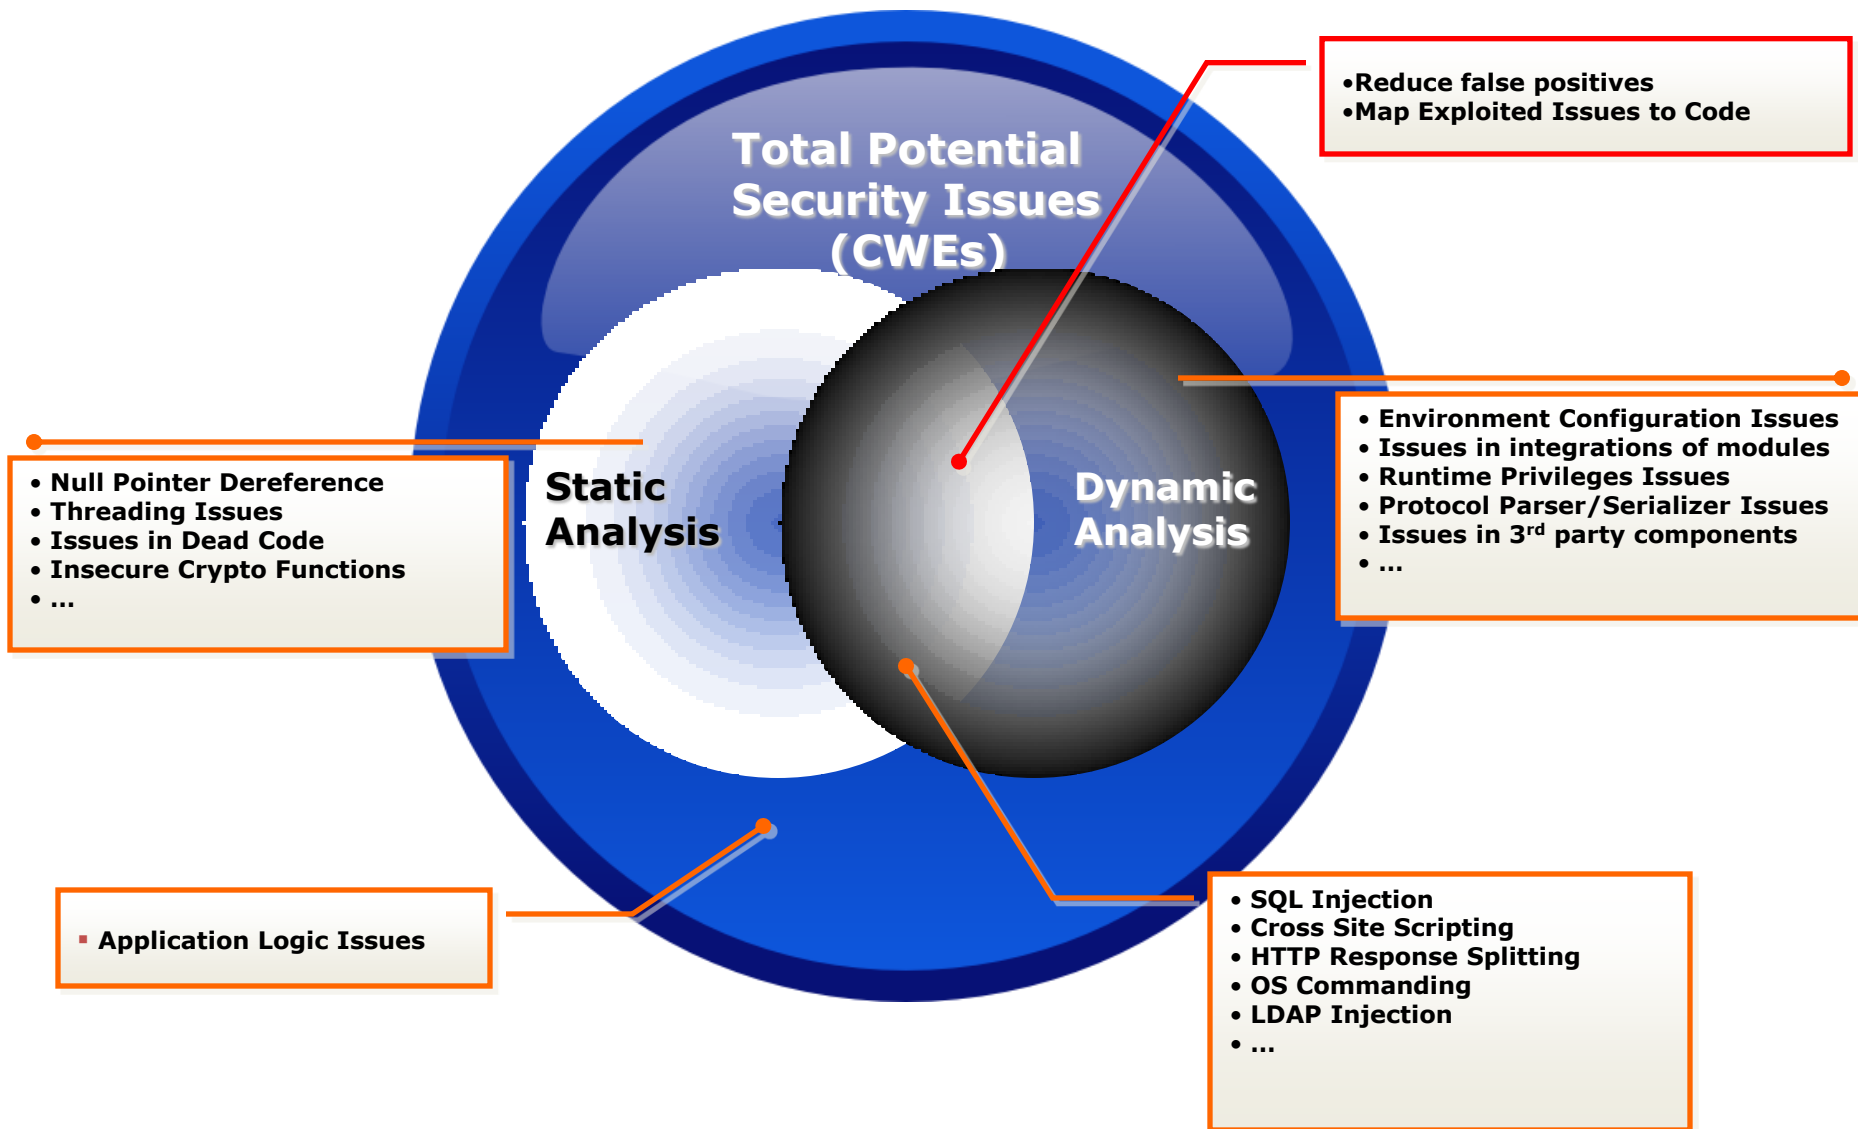 •Reduce false positives
•Map Exploited Issues to Code
Total Potential
Security Issues
(CWEs)
• Environment Configuration Issues
• Issues in integrations of modules
• Runtime Privileges Issues
• Protocol Parser/Serializer Issues
• Issues in 3rd party components
• ...
• Null Pointer Dereference
• Threading Issues
• Issues in Dead Code
• Insecure Crypto Functions
• ...
Static
Analysis
Dynamic
Analysis
▪ Application Logic Issues
• SQL Injection
• Cross Site Scripting
• HTTP Response Splitting
• OS Commanding
• LDAP Injection
• ...